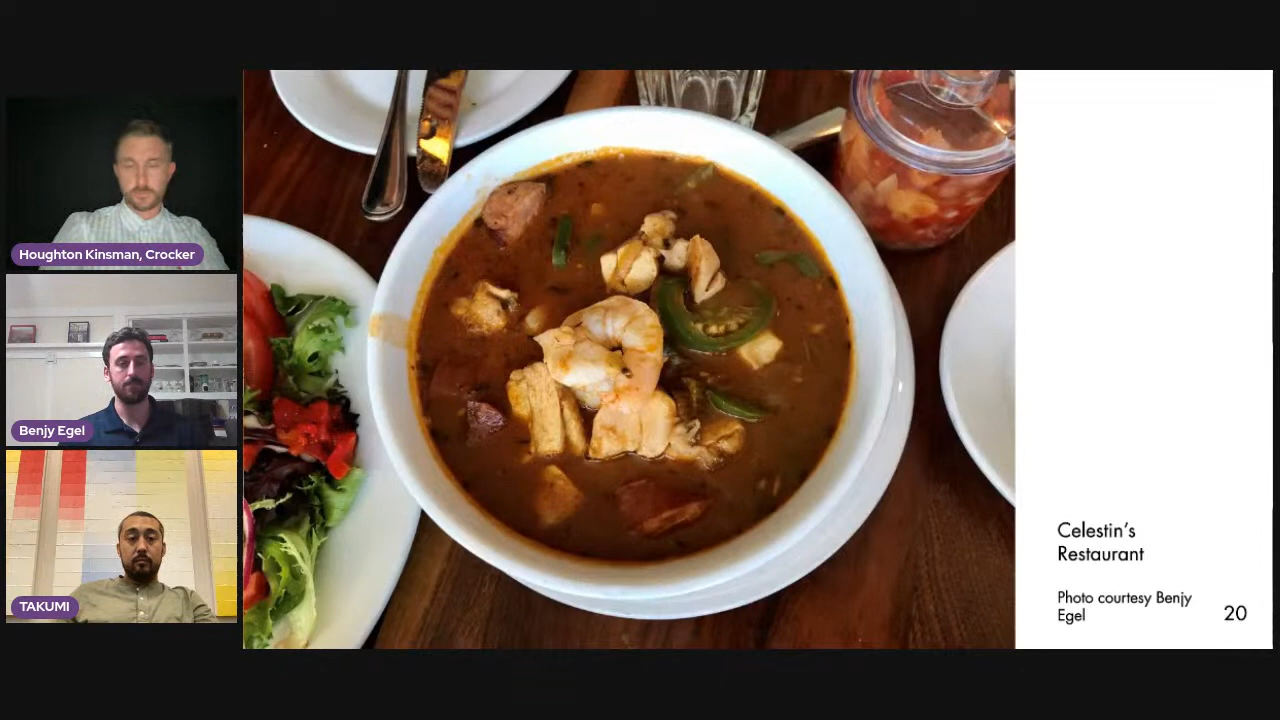 Houghton Kinsman, Crocker
Benjy Egel
TAKUMI
Celestin's
Restaurant
Photo courtesy Benjy
Egel
20